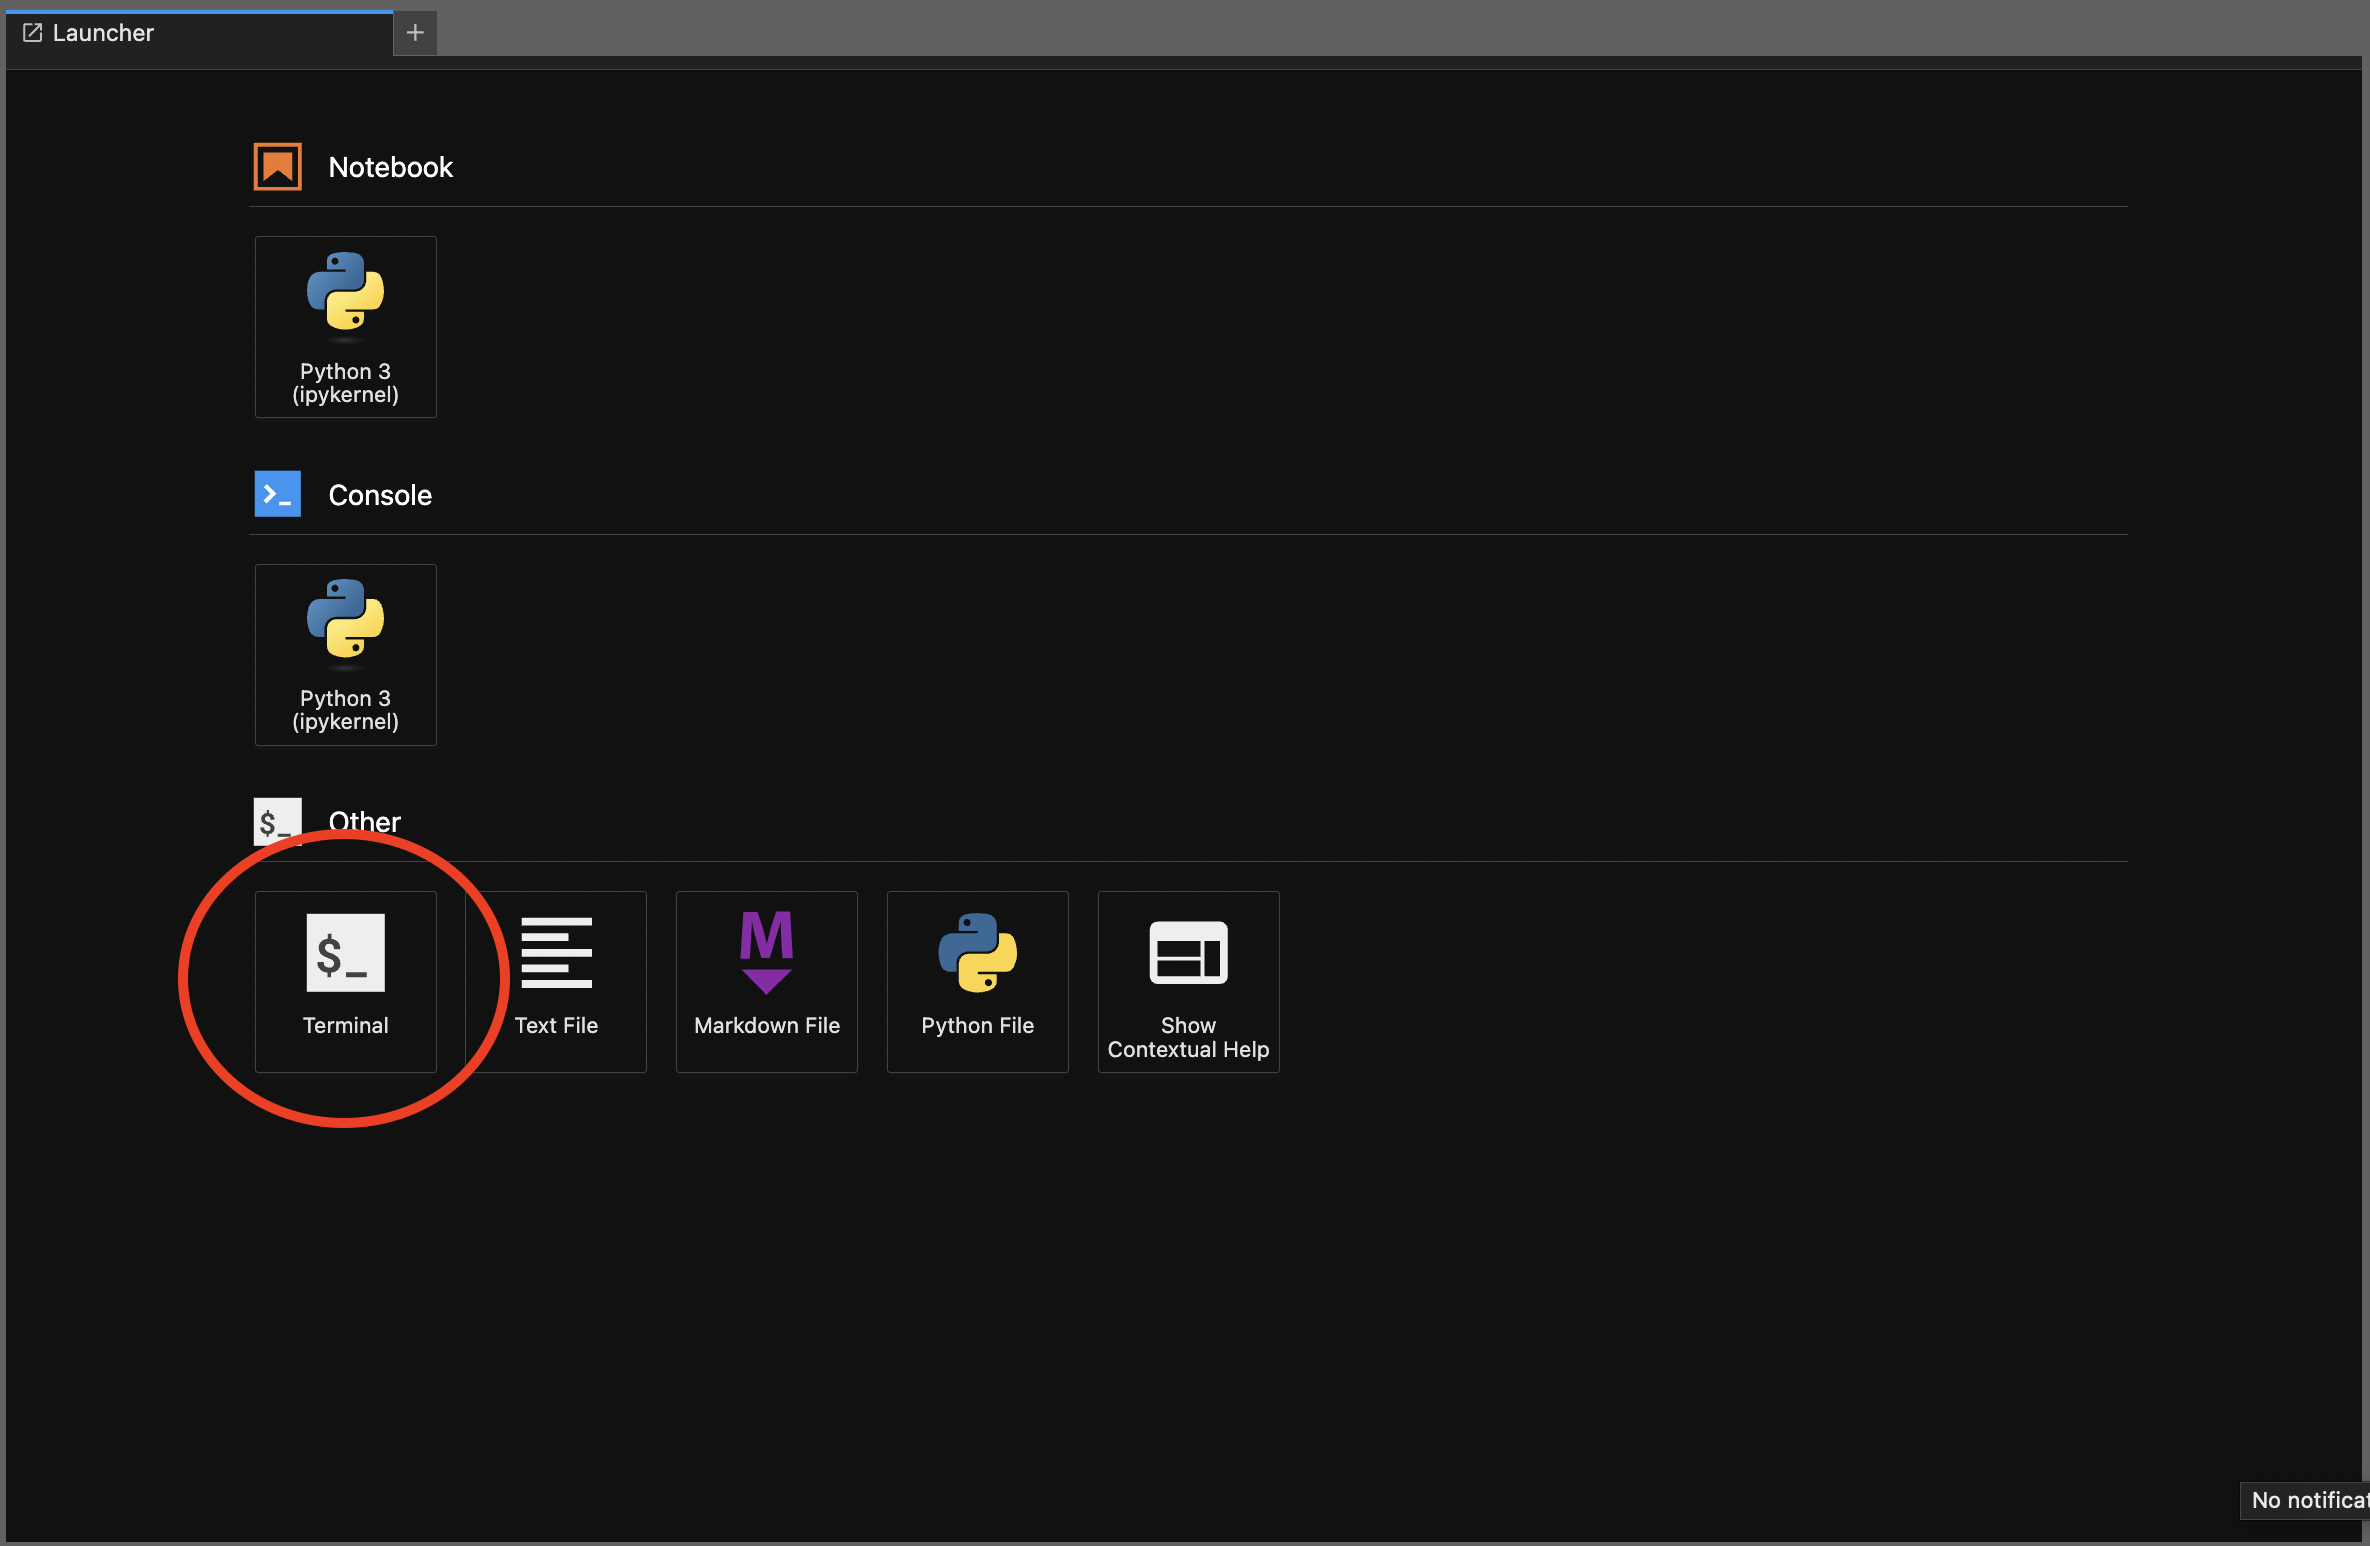 Launcher
Notebook
Python 3
(ipykernel)
Console
Python 3
(ipykernel)
$_ Other
$_
Terminal
Text File
M
Markdown File
Python File
Show
Contextual Help
No notificat